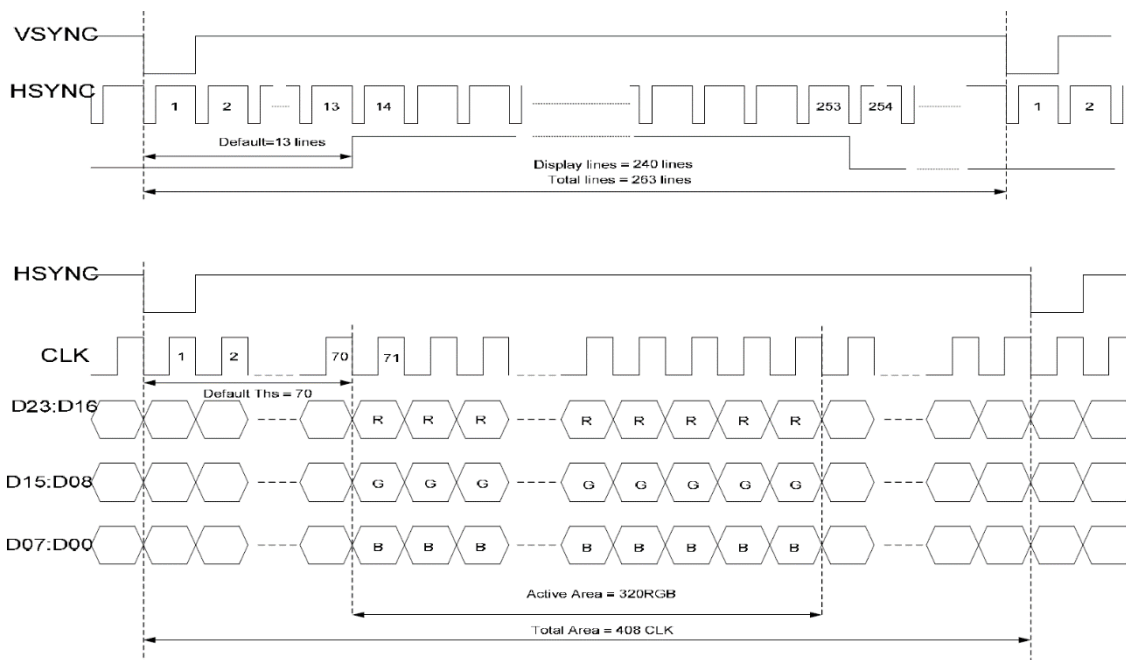 VSYNC
HSYNC
1 2 13 14 253 254 1 2
Default=13 lines
Display lines = 240 lines
Total lines = 263 lines
HSYNC
CLK
1 2 70 71
Default Ths = 70
D23:D16
R R R R R R R R
D15:D08
G G G G G G G G
D07:D00
B B B B B B B B
Active Area = 320RGB
Total Area = 408 CLK